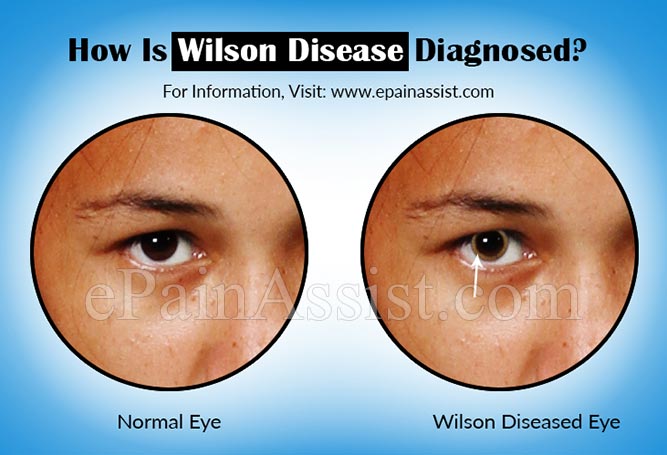 How Is Wilson Disease Diagnosed?
For Information, Visit: www.epainassist.com
ePainAssist.com
Normal Eye
Wilson Diseased Eye